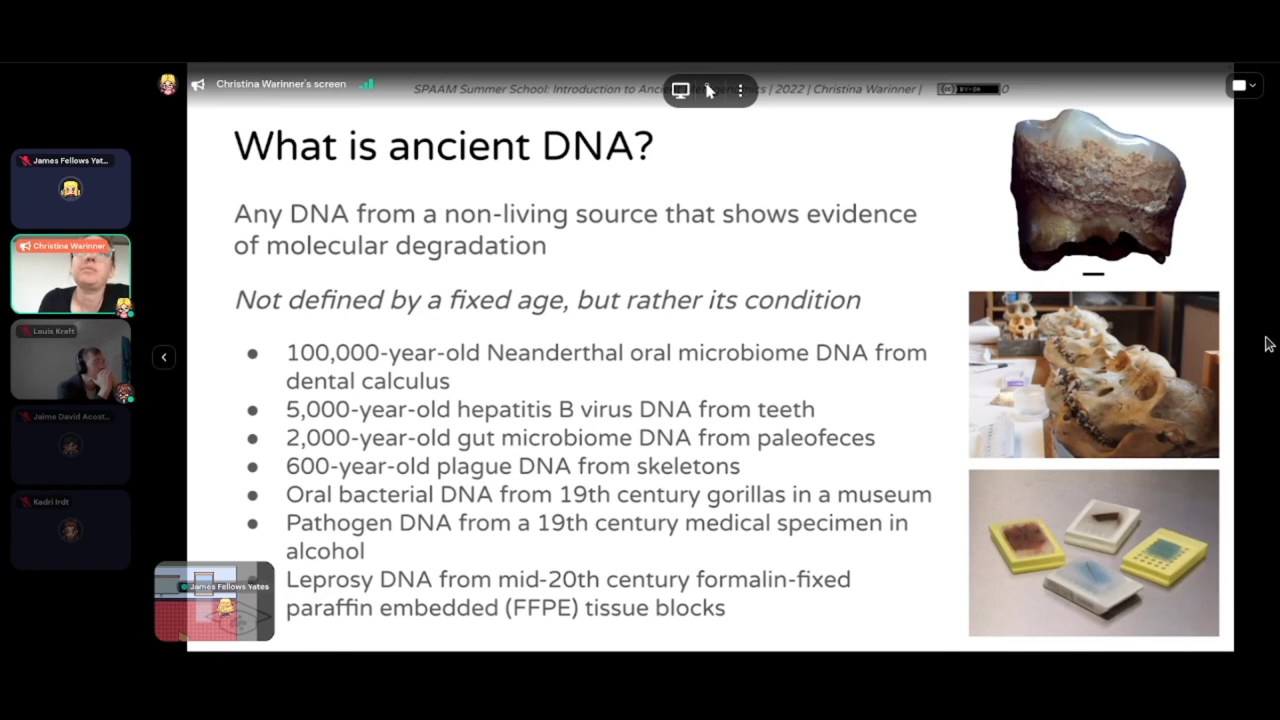 Christina Warinner's screen
SPAAM Summer School: Introduction to Ancient Metagenomics | 2022 | Christina Warinner |
BY-SA
0
James Fellows Yat...
Christina Warinner
Louis Kraft
Jaime David Acost...
Kadri Irdt
James Fellows Yates
What is ancient DNA?
Any DNA from a non-living source that shows evidence
of molecular degradation
Not defined by a fixed age, but rather its condition
● 100,000-year-old Neanderthal oral microbiome DNA from
dental calculus
● 5,000-year-old hepatitis B virus DNA from teeth
● 2,000-year-old gut microbiome DNA from paleofeces
● 600-year-old plague DNA from skeletons
● Oral bacterial DNA from 19th century gorillas in a museum
● Pathogen DNA from a 19th century medical specimen in
alcohol
Leprosy DNA from mid-20th century formalin-fixed
paraffin embedded (FFPE) tissue blocks